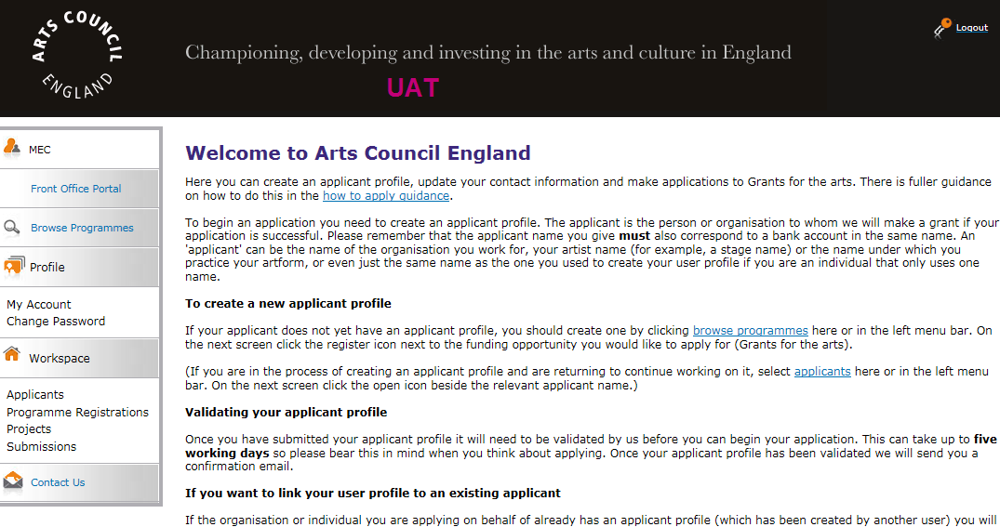 ARTS COUNCIL
ENGLAND
Championing, developing and investing in the arts and culture in England
UAT
Logout
MEC
Front Office Portal
Browse Programmes
Profile
My Account
Change Password
Workspace
Applicants
Programme Registrations
Projects
Submissions
Contact Us
Welcome to Arts Council England
Here you can create an applicant profile, update your contact information and make applications to Grants for the arts. There is fuller guidance
on how to do this in the how to apply guidance.
To begin an application you need to create an applicant profile. The applicant is the person or organisation to whom we will make a grant if your
application is successful. Please remember that the applicant name you give must also correspond to a bank account in the same name. An
'applicant' can be the name of the organisation you work for, your artist name (for example, a stage name) or the name under which you
practice your artform, or even just the same name as the one you used to create your user profile if you are an individual that only uses one
name.
To create a new applicant profile
If your applicant does not yet have an applicant profile, you should create one by clicking browse programmes here or in the left menu bar. On
the next screen click the register icon next to the funding opportunity you would like to apply for (Grants for the arts).
(If you are in the process of creating an applicant profile and are returning to continue working on it, select applicants here or in the left menu
bar. On the next screen click the open icon beside the relevant applicant name.)
Validating your applicant profile
Once you have submitted your applicant profile it will need to be validated by us before you can begin your application. This can take up to five
working days so please bear this in mind when you think about applying. Once your applicant profile has been validated we will send you a
confirmation email.
If you want to link your user profile to an existing applicant
If the organisation or individual you are applying on behalf of already has an applicant profile (which has been created by another user) you will